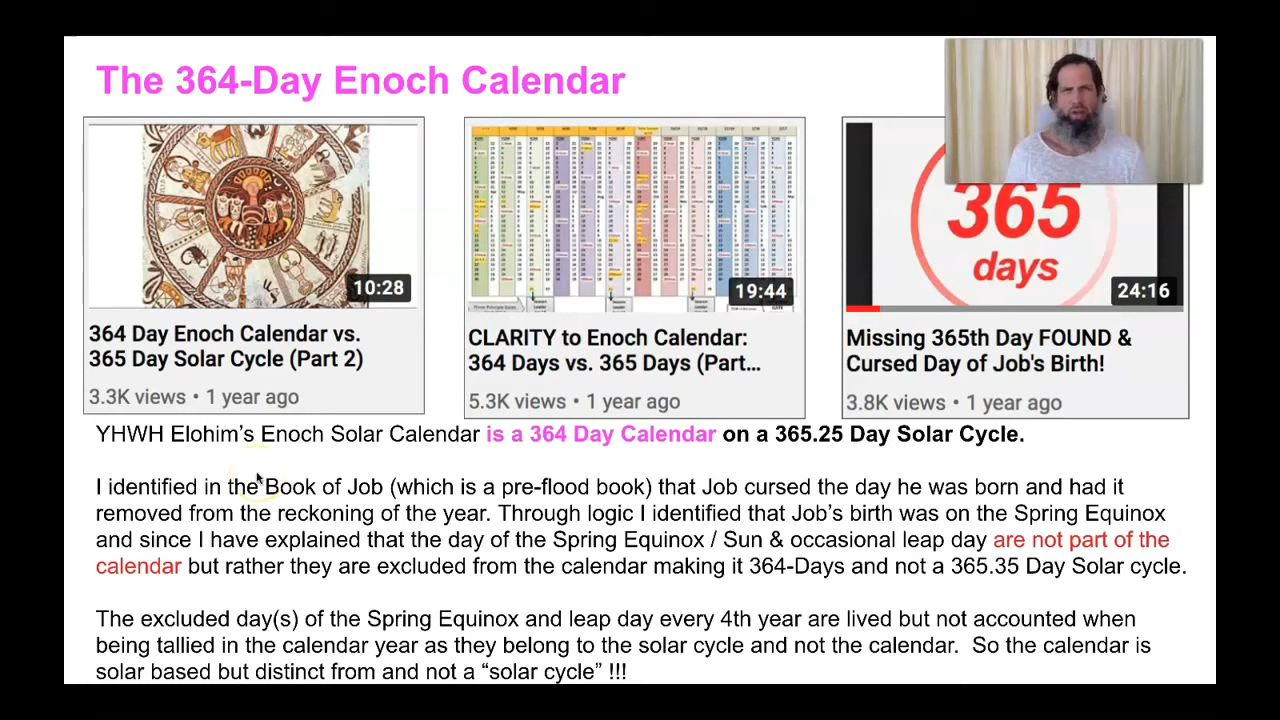 The 364-Day Enoch Calendar
10:28
364 Day Enoch Calendar vs.
365 Day Solar Cycle (Part 2)
3.3K views • 1 year ago
19:44
CLARITY to Enoch Calendar:
364 Days vs. 365 Days (Part...
5.3K views • 1 year ago
365
days
24:16
Missing 365th Day FOUND &
Cursed Day of Job's Birth!
3.8K views • 1 year ago
YHWH Elohim's Enoch Solar Calendar is a 364 Day Calendar on a 365.25 Day Solar Cycle.
I identified in the Book of Job (which is a pre-flood book) that Job cursed the day he was born and had it
removed from the reckoning of the year. Through logic I identified that Job's birth was on the Spring Equinox
and since I have explained that the day of the Spring Equinox / Sun & occasional leap day are not part of the
calendar but rather they are excluded from the calendar making it 364-Days and not a 365.35 Day Solar cycle.
The excluded day(s) of the Spring Equinox and leap day every 4th year are lived but not accounted when
being tallied in the calendar year as they belong to the solar cycle and not the calendar.  So the calendar is
solar based but distinct from and not a “solar cycle” !!!